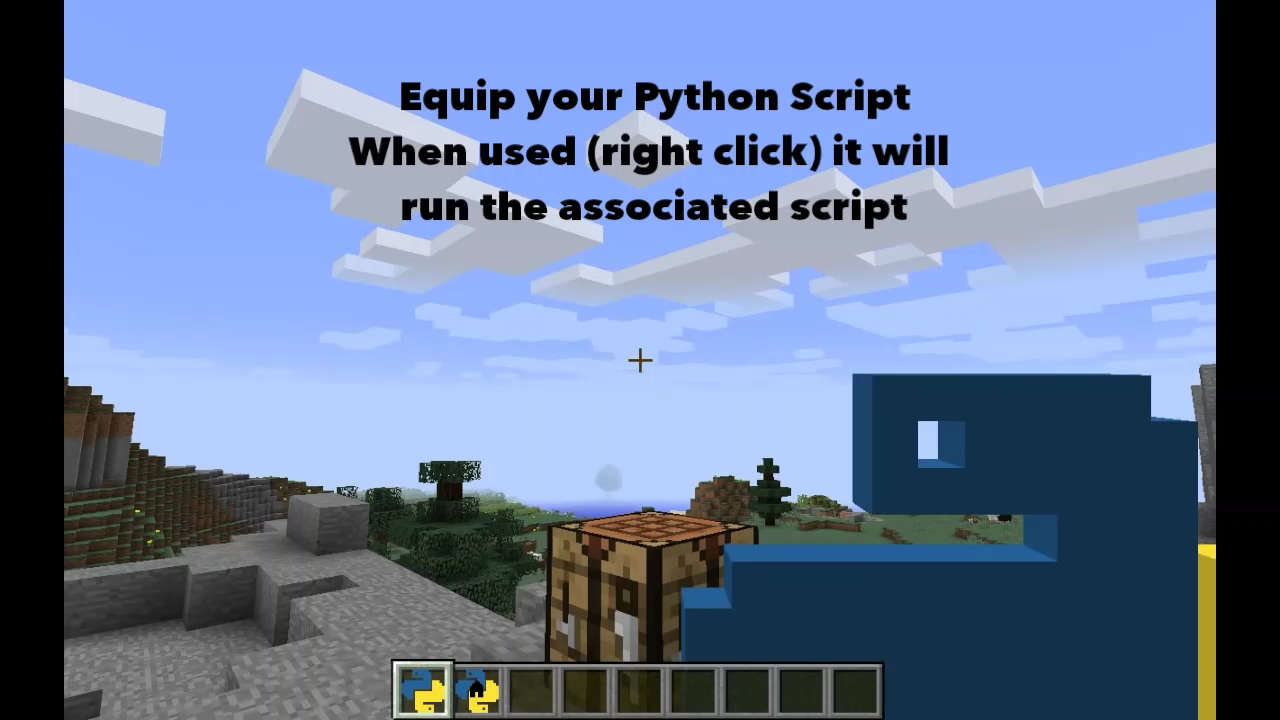 Equip your Python Script
When used (right click) it will
run the associated script